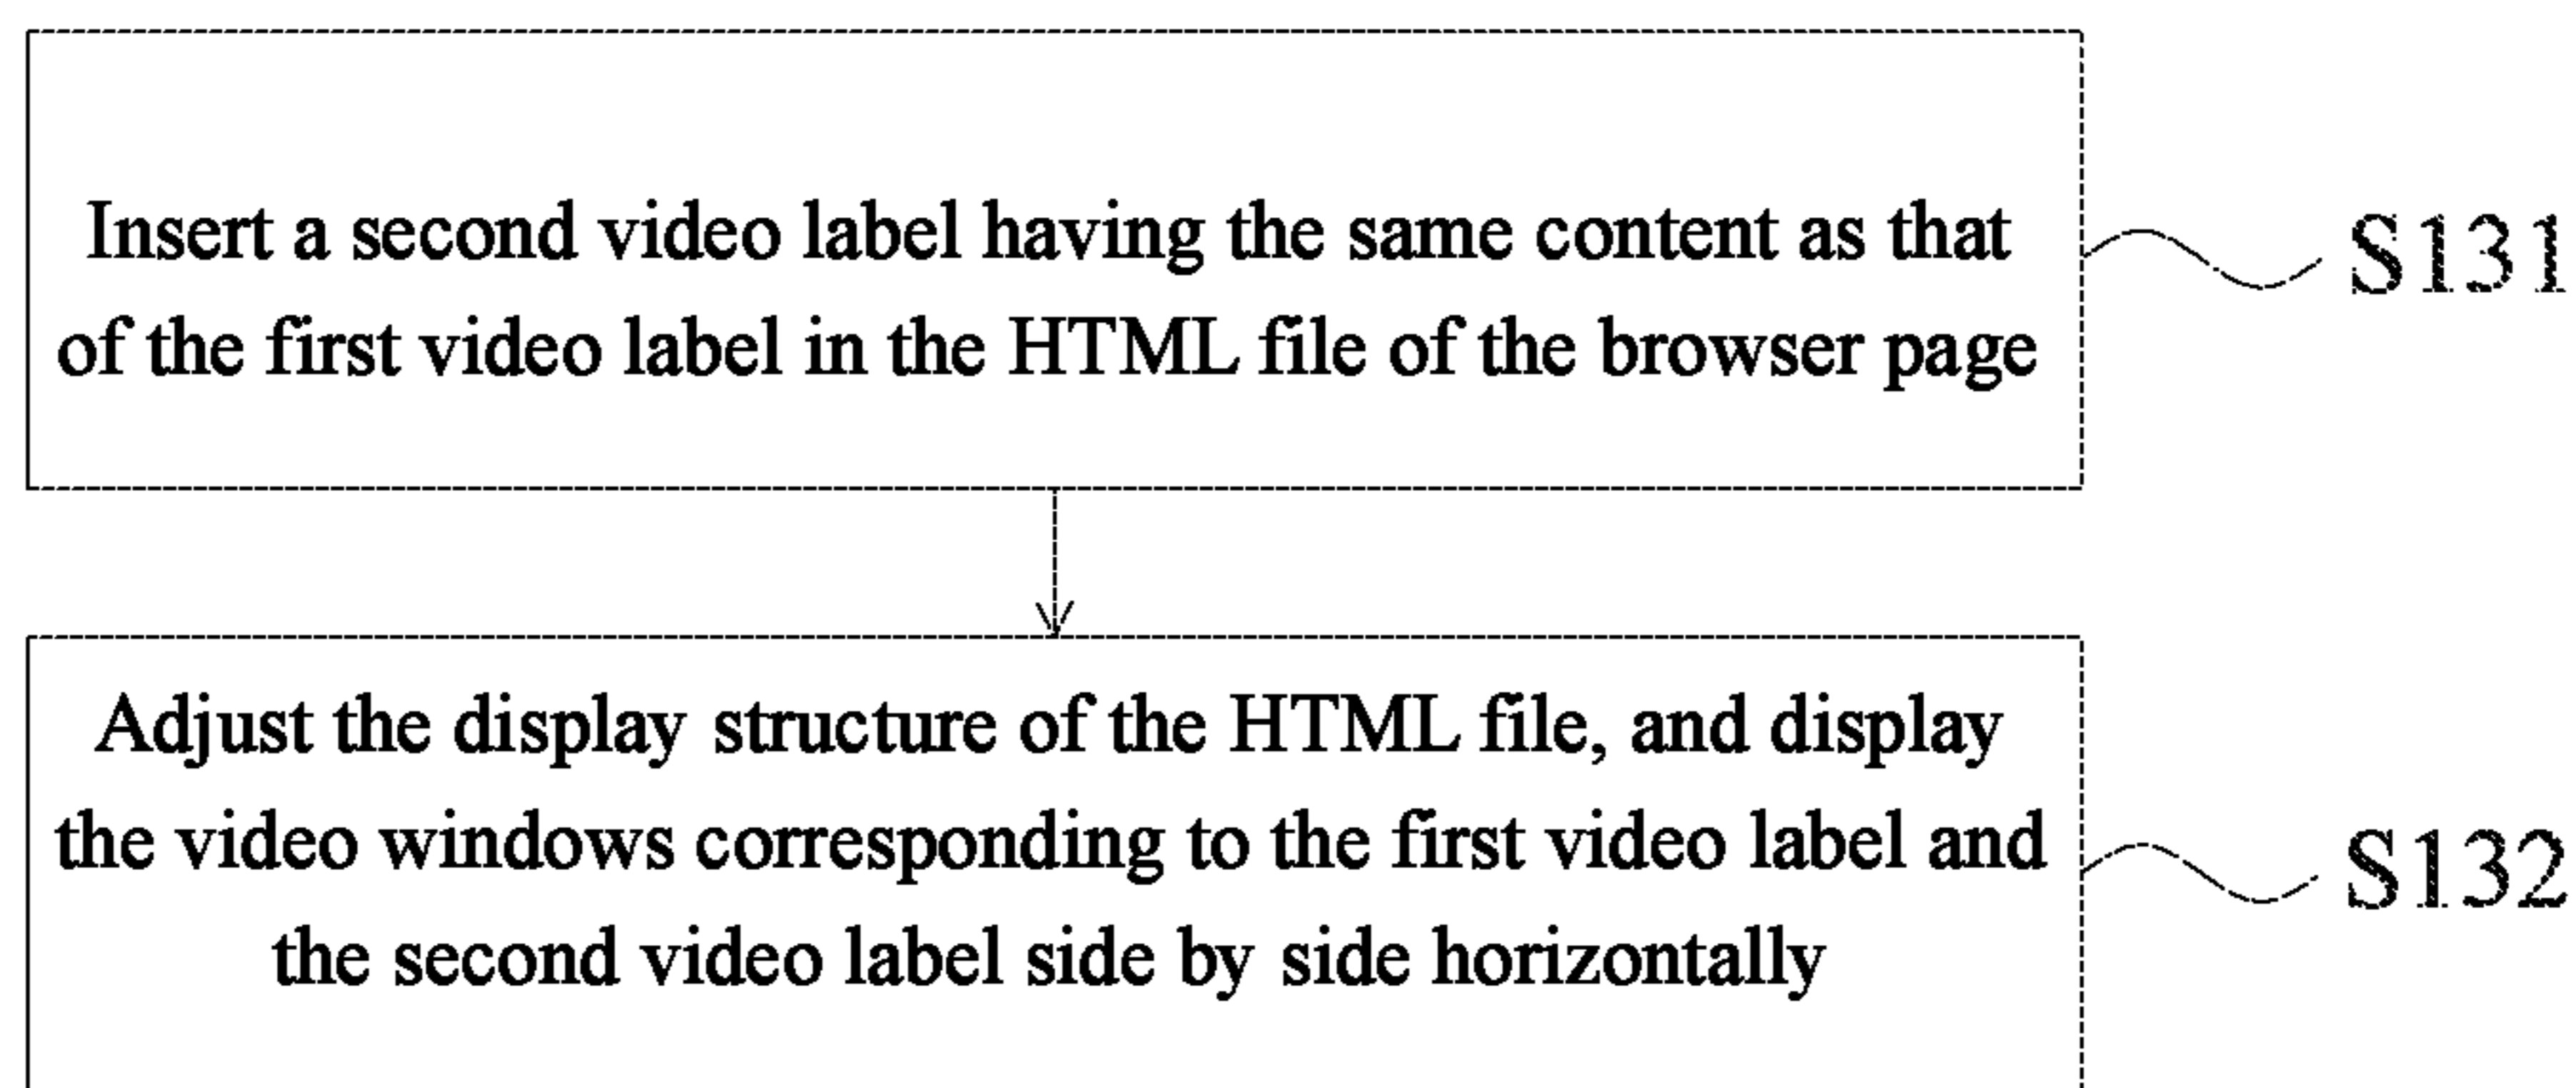 Insert a second video label having the same content as that
of the first video label in the HTML file of the browser page
S131
Adjust the display structure of the HTML file, and display
the video windows corresponding to the first video label and
the second video label side by side horizontally
S132